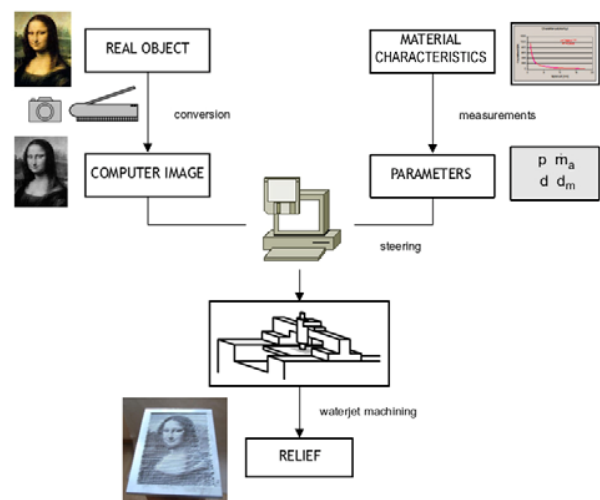 REAL OBJECT
MATERIAL
CHARACTERISTICS
conversion
measurements
COMPUTER IMAGE
PARAMETERS
p ṁa
d dm
steering
waterjet machining
RELIEF